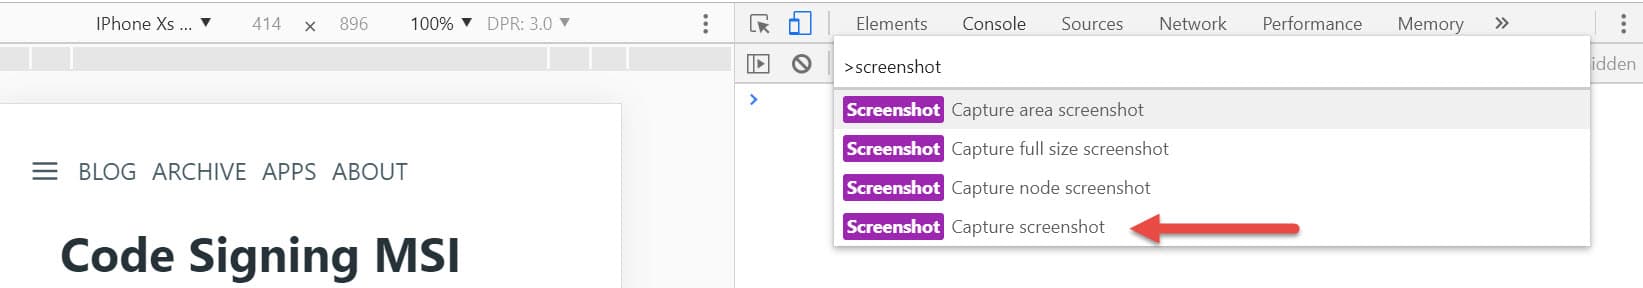 IPhone Xs ... ▼ 414 × 896 100% ▼ DPR: 3.0 ▼
Elements Console Sources Network Performance Memory »
>screenshot
idden
Screenshot Capture area screenshot
Screenshot Capture full size screenshot
Screenshot Capture node screenshot
Screenshot Capture screenshot
BLOG ARCHIVE APPS ABOUT
Code Signing MSI